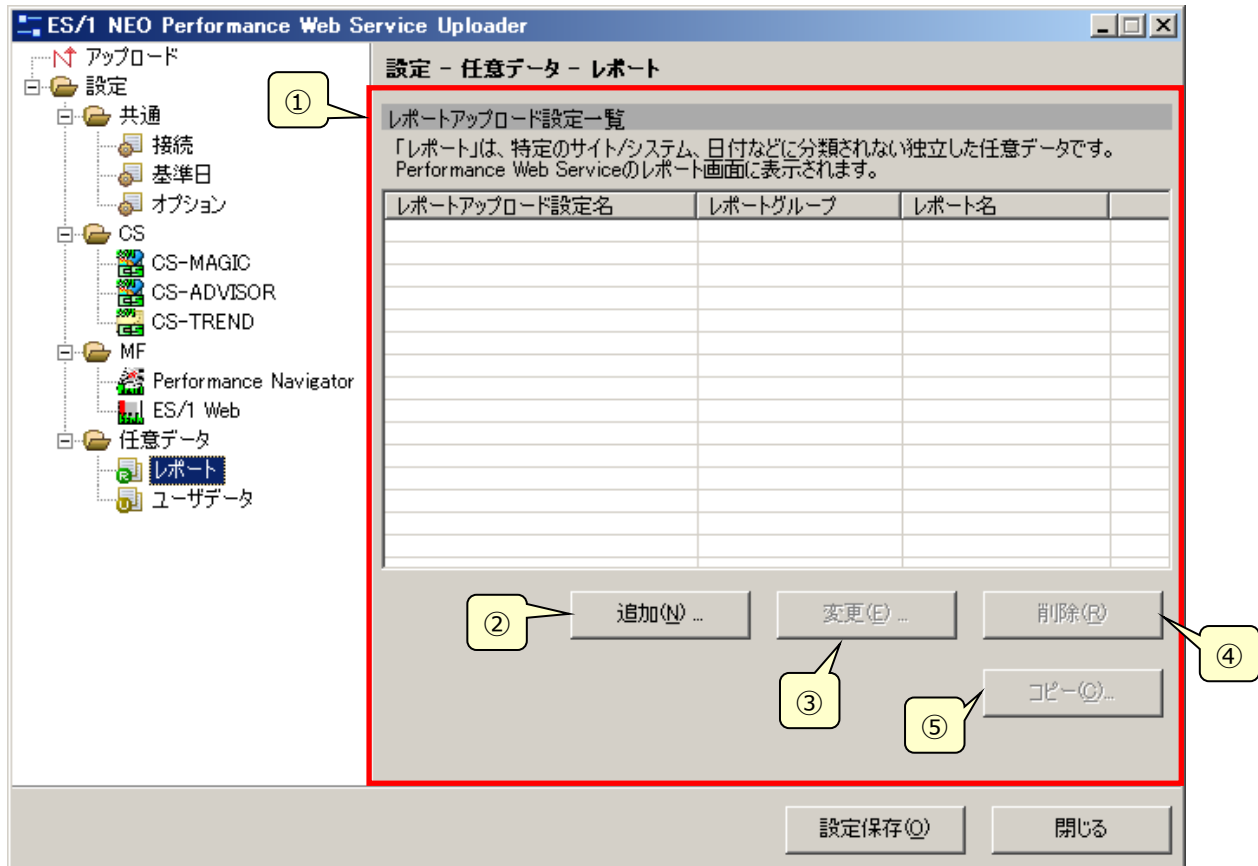 ES/1 NEO Performance Web Service Uploader
アップロード
設定
共通
接続
基準日
オプション
CS
CS-MAGIC
CS-ADVISOR
CS-TREND
MF
Performance Navigator
ES/1 Web
任意データ
レポート
ユーザデータ
設定 - 任意データ - レポート
①
レポートアップロード設定一覧
「レポート」は、特定のサイト/システム、日付などに分類されない独立した任意データです。
Performance Web Serviceのレポート画面に表示されます。
レポートアップロード設定名 レポートグループ レポート名
② 追加(N) ... 変更(E) ... 削除(R)
③ ④
コピー(C)...
⑤
設定保存(O) 閉じる